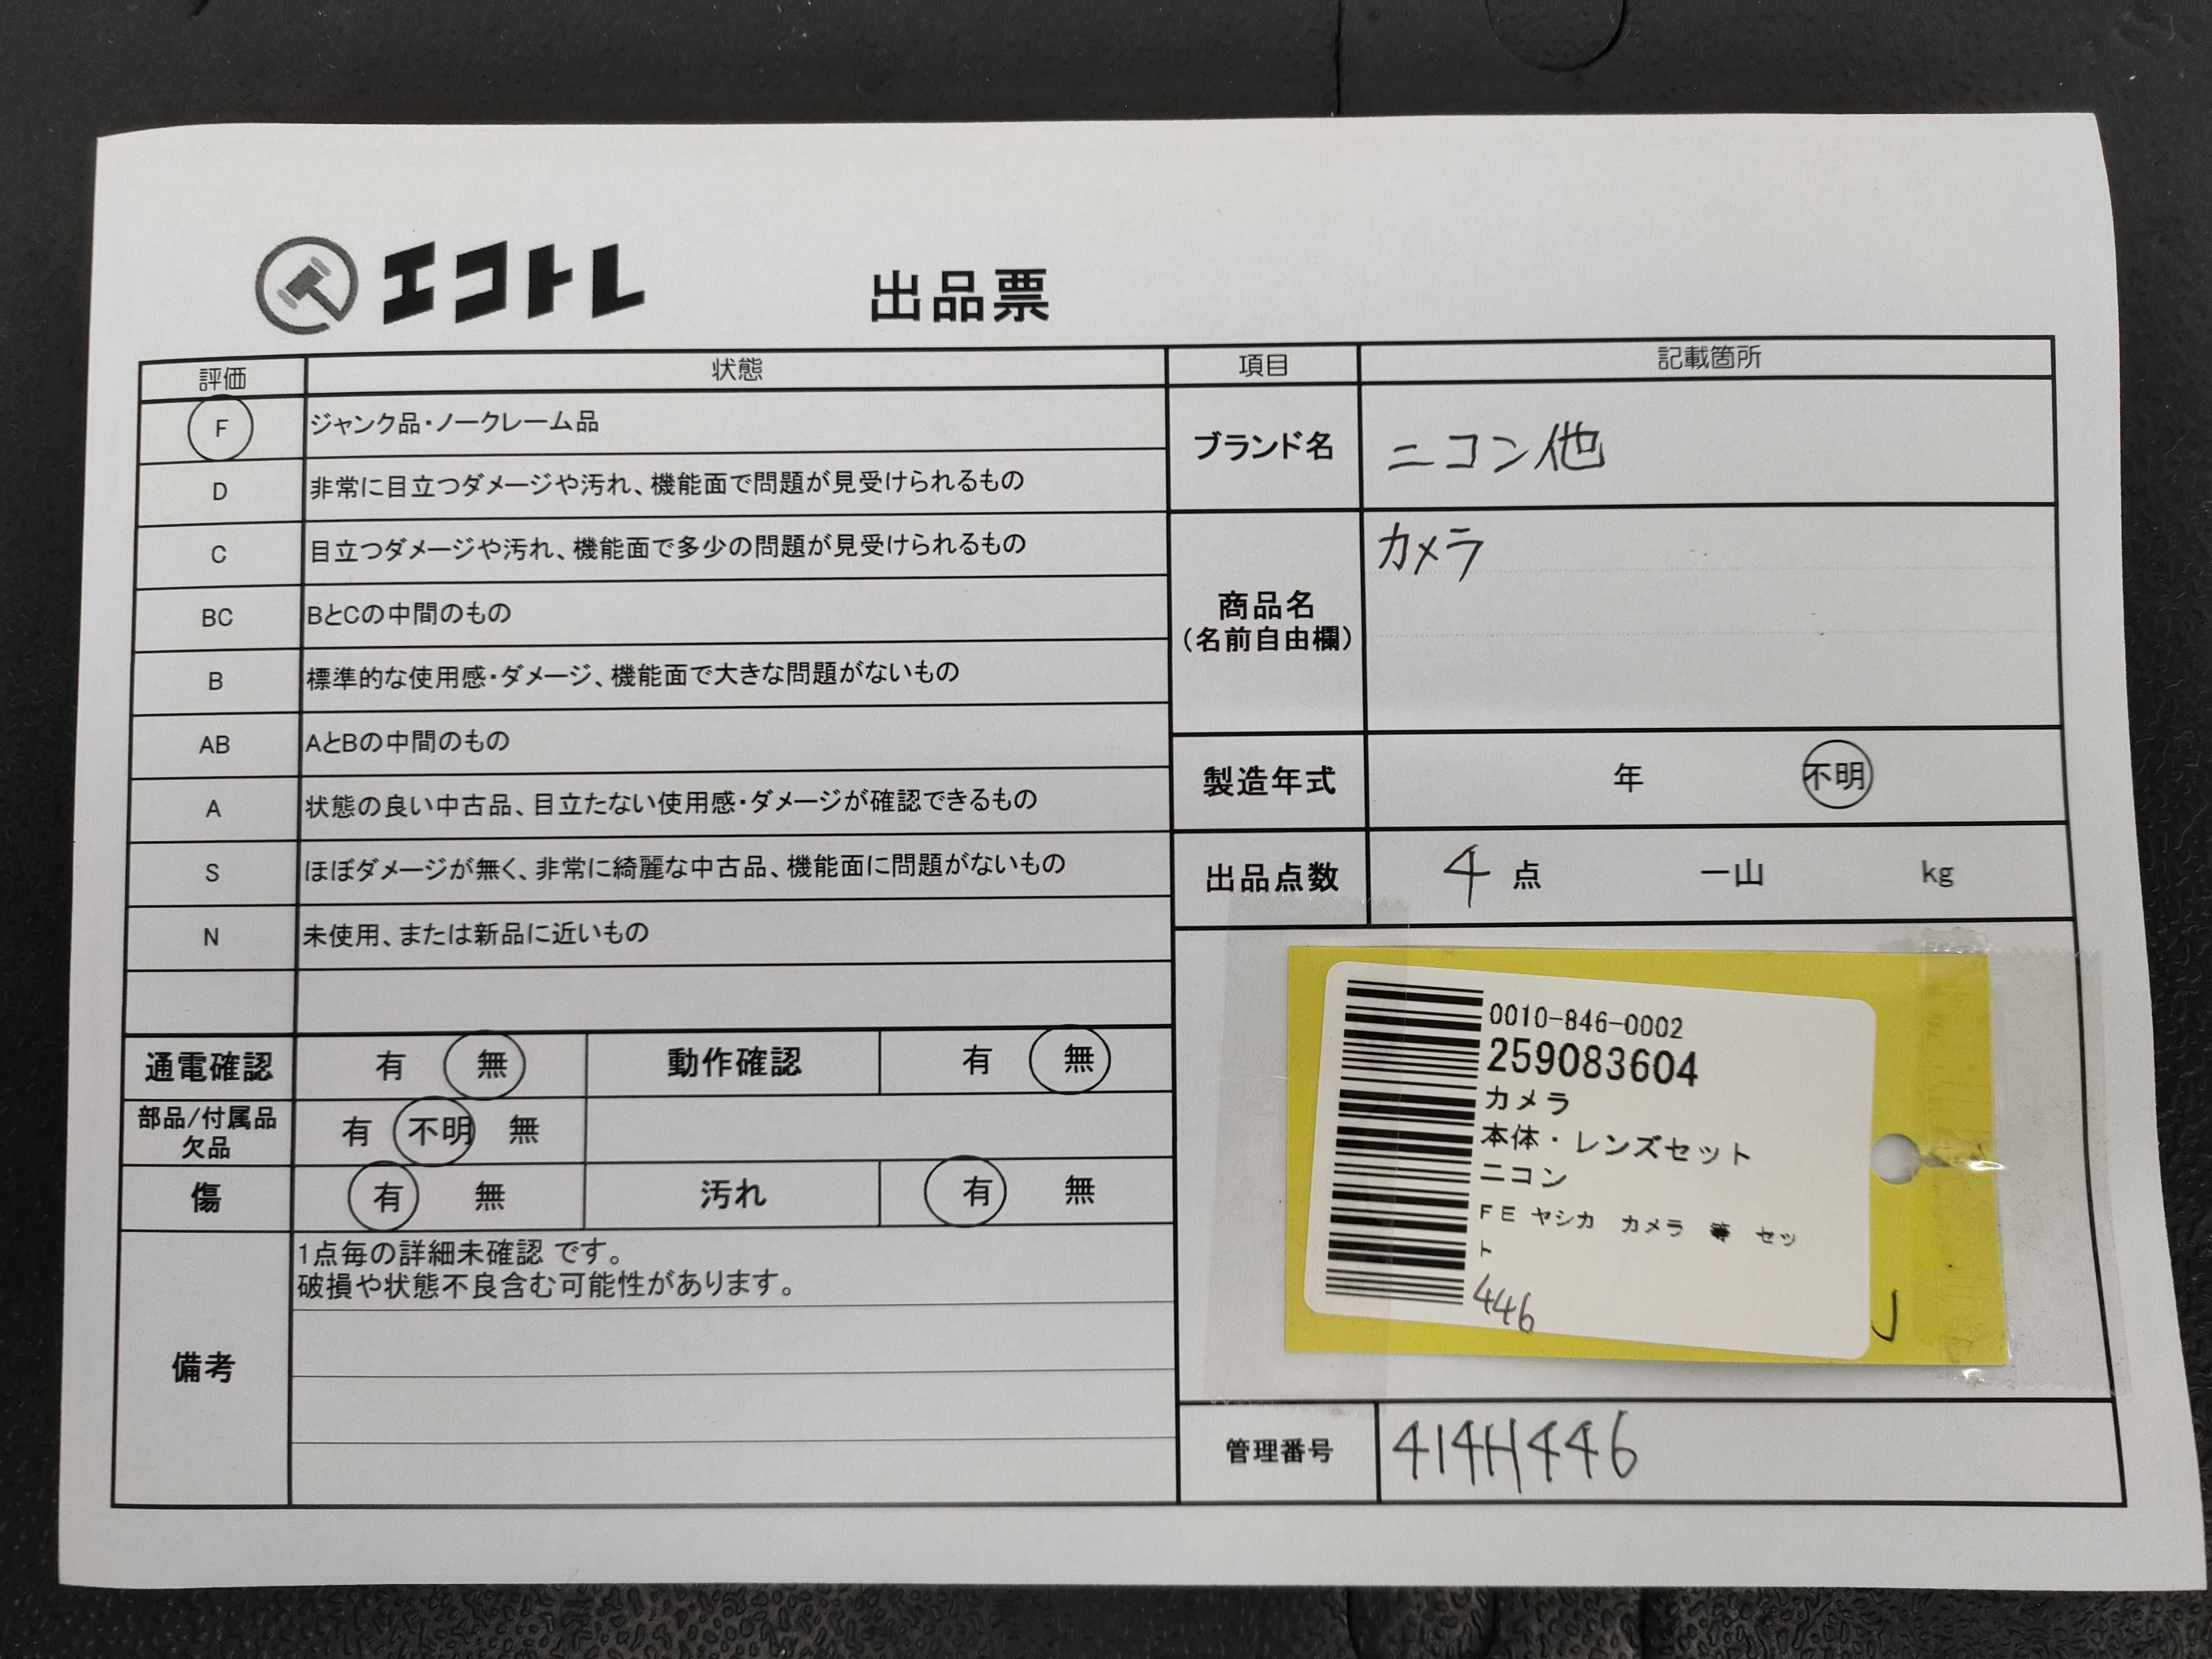 エコトレ
出品票
評価 状態
F ジャンク品・ノークレーム品
D 非常に目立つダメージや汚れ、機能面で問題が見受けられるもの
C 目立つダメージや汚れ、機能面で多少の問題が見受けられるもの
BC BとCの中間のもの
B 標準的な使用感・ダメージ、機能面で大きな問題がないもの
AB AとBの中間のもの
A 状態の良い中古品、目立たない使用感・ダメージが確認できるもの
S ほぼダメージが無く、非常に綺麗な中古品、機能面に問題がないもの
N 未使用、または新品に近いもの
通電確認 有 無 動作確認 有 無
部品/付属品
欠品
有 不明 無
傷 有 無 汚れ 有 無
備考
1点毎の詳細未確認 です。
破損や状態不良含む可能性があります。
項目 記載箇所
ブランド名 ニコン他
商品名
(名前自由欄)
カメラ
製造年式 年 不明
出品点数 4 点 一山 kg
0010-846-0002
259083604
カメラ
本体・レンズセット
ニコン
FE ヤシカ カメラ 等 セッ
ト
446
管理番号 414H446